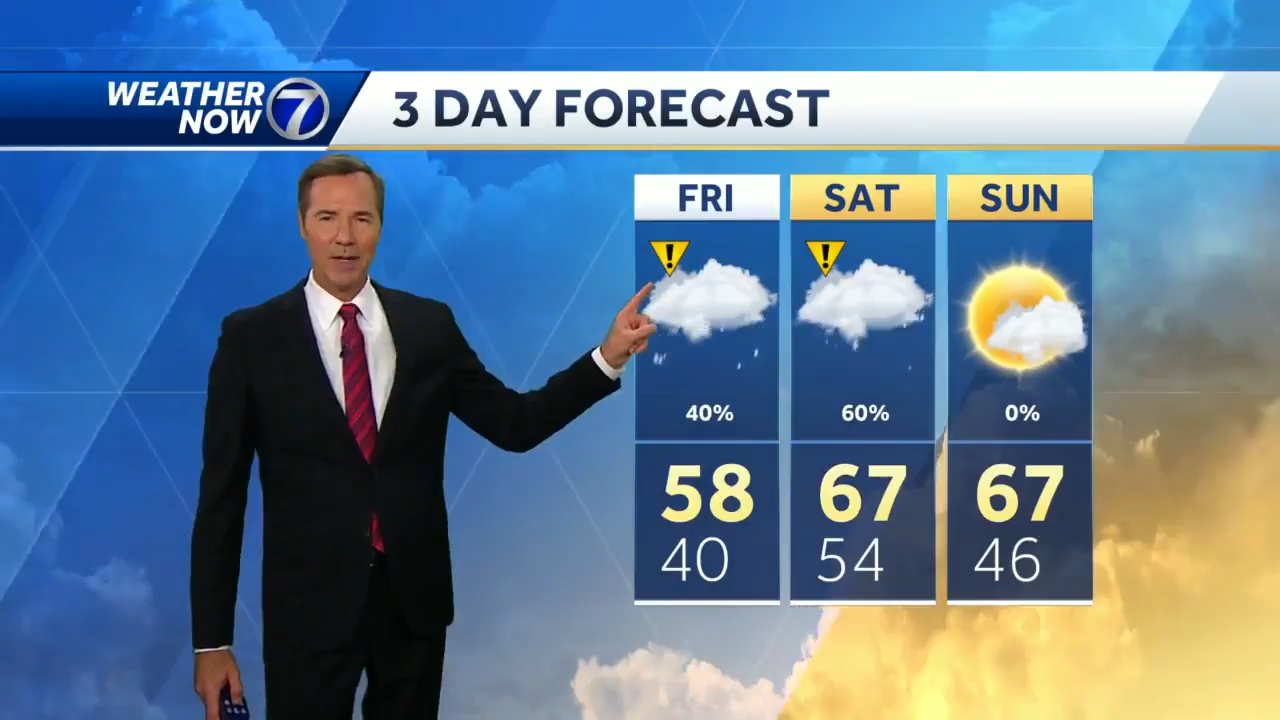 WEATHER
NOW 7
3 DAY FORECAST
FRI SAT SUN
! !
40% 60% 0%
58 67 67
40 54 46